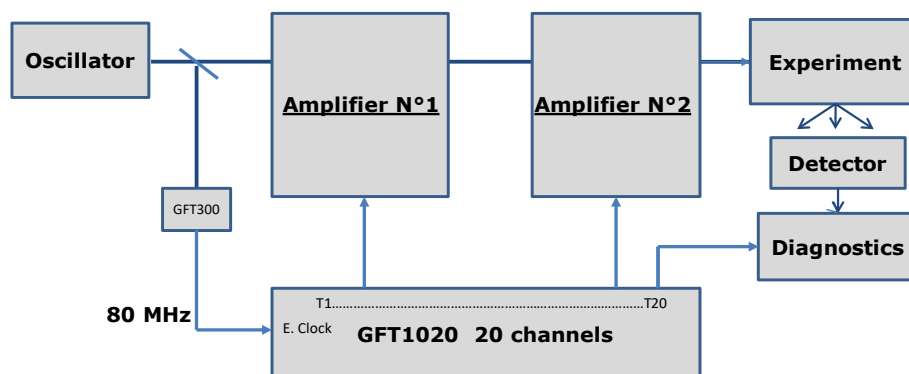 Oscillator
Amplifier N°1
Amplifier N°2
Experiment
Detector
GFT300
Diagnostics
80 MHz
T1……………………………………………………………………………T20
E. Clock
GFT1020 20 channels